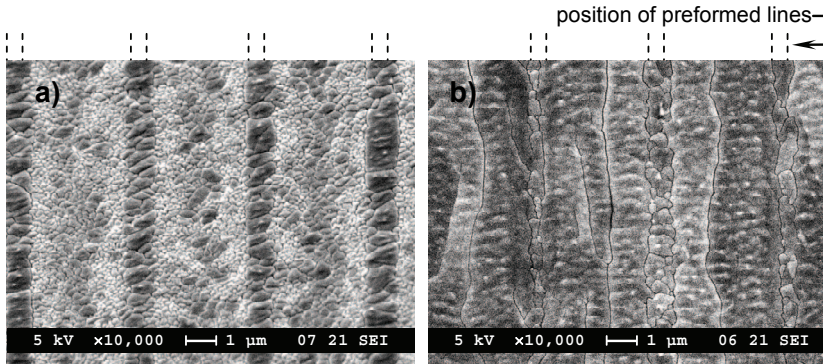 position of preformed lines
a)
b)
5 kV ×10,000 1 μm 07 21 SEI
5 kV ×10,000 1 μm 06 21 SEI